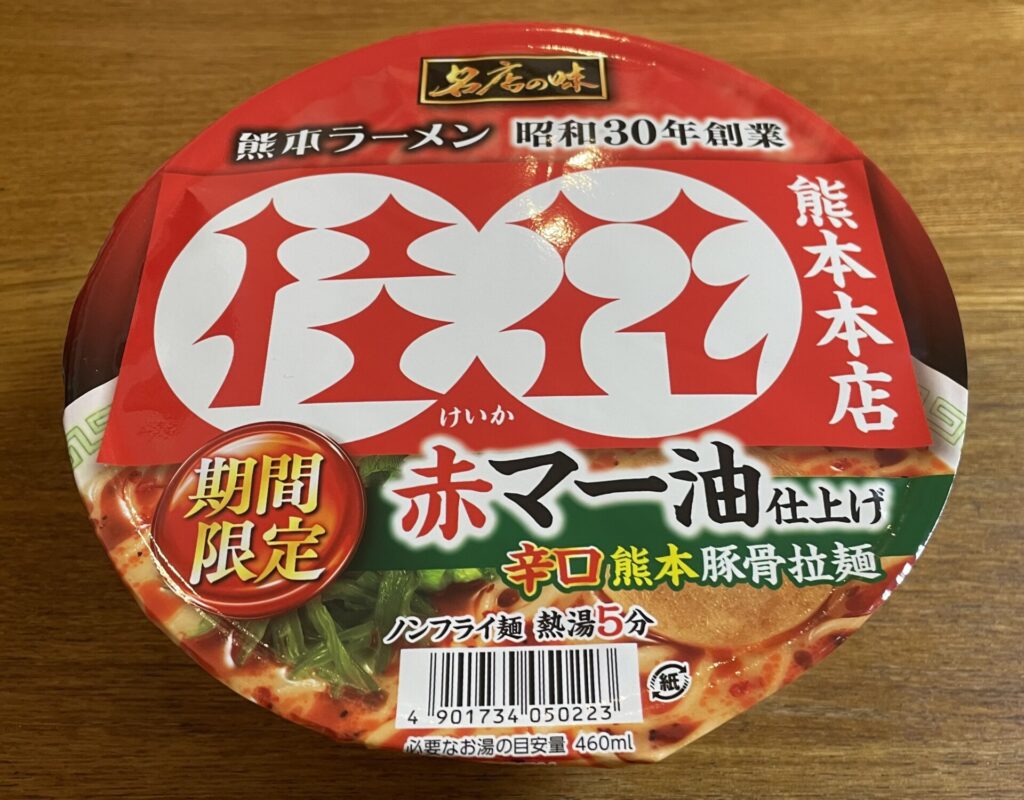 名店の味
熊本ラーメン 昭和30年創業
桂花
けいか
熊本本店
期間
限定
赤マー油仕上げ
辛口熊本豚骨拉麺
ノンフライ麺 熱湯5分
紙
4 901734 050223
必要なお湯の目安量 460ml